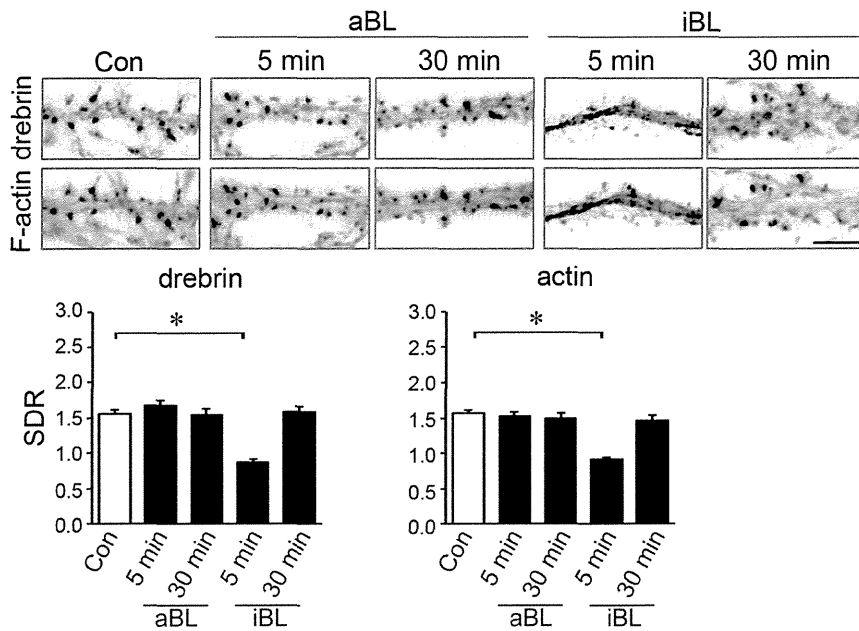 aBL iBL
Con 5 min 30 min 5 min 30 min
drebrin
F-actin
drebrin actin
3.0 3.0
* *
2.5 2.5
2.0 2.0
1.5 1.5
1.0 1.0
0.5 0.5
0.0 0.0
SDR
Con 5 min 30 min 5 min 30 min Con 5 min 30 min 5 min 30 min
aBL iBL aBL iBL